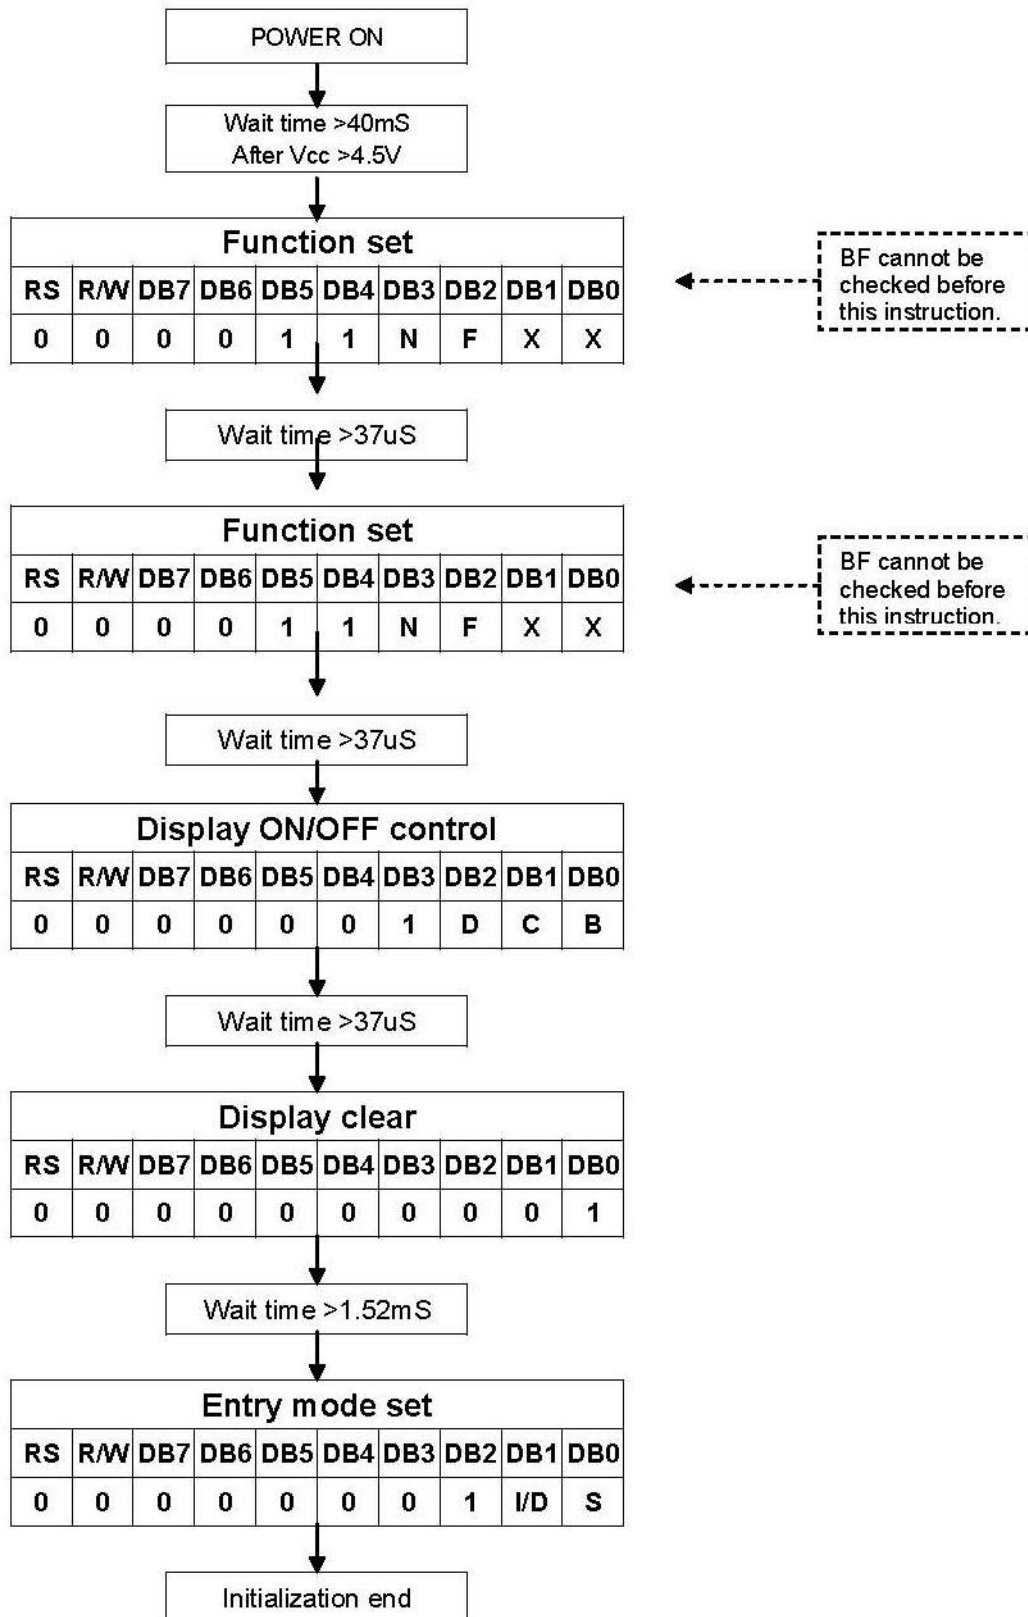 POWER ON
Wait time >40mS
After Vcc >4.5V
Function set
RS R/W DB7 DB6 DB5 DB4 DB3 DB2 DB1 DB0
0 0 0 0 1 1 N F X X
BF cannot be
checked before
this instruction.
Wait time >37uS
Function set
RS R/W DB7 DB6 DB5 DB4 DB3 DB2 DB1 DB0
0 0 0 0 1 1 N F X X
BF cannot be
checked before
this instruction.
Wait time >37uS
Display ON/OFF control
RS R/W DB7 DB6 DB5 DB4 DB3 DB2 DB1 DB0
0 0 0 0 0 0 1 D C B
Wait time >37uS
Display clear
RS R/W DB7 DB6 DB5 DB4 DB3 DB2 DB1 DB0
0 0 0 0 0 0 0 0 0 1
Wait time >1.52mS
Entry mode set
RS R/W DB7 DB6 DB5 DB4 DB3 DB2 DB1 DB0
0 0 0 0 0 0 0 1 I/D S
Initialization end